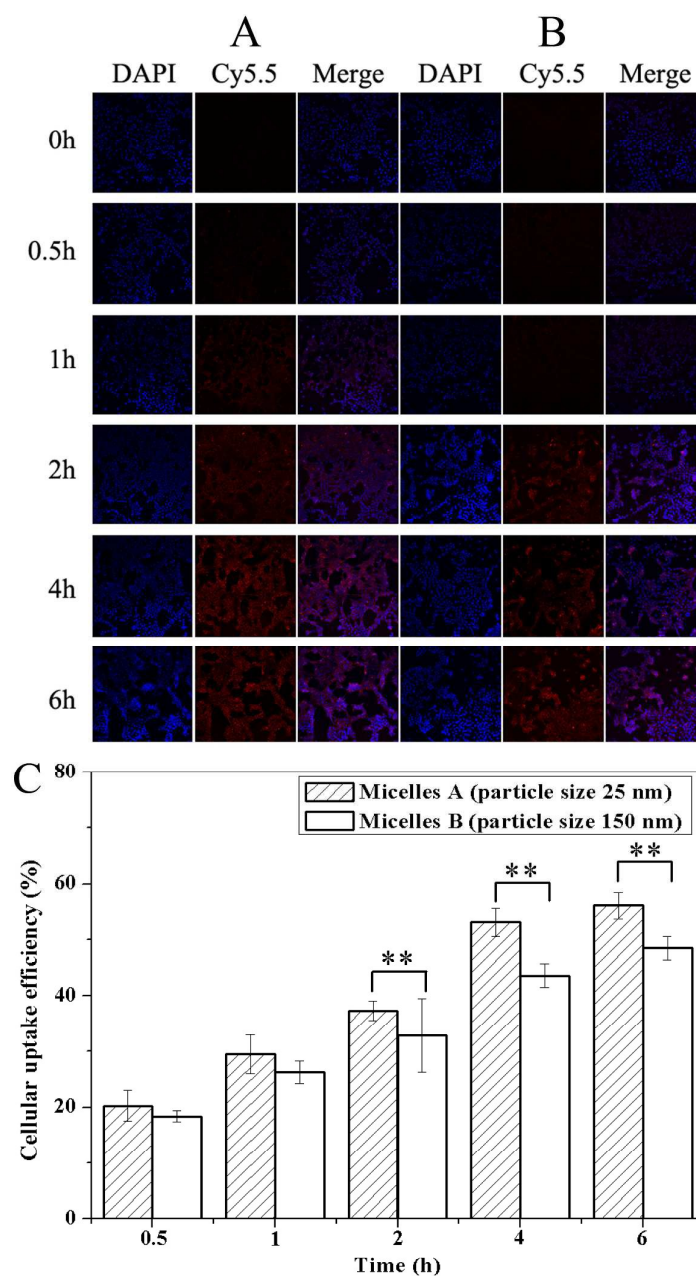 A B
DAPI Cy5.5 Merge DAPI Cy5.5 Merge
0h
0.5h
1h
2h
4h
6h
C
80
60
40
20
0
Cellular uptake efficiency (%)
Micelles A (particle size 25 nm)
Micelles B (particle size 150 nm)
**
**
**
0.5 1 2 4 6
Time (h)